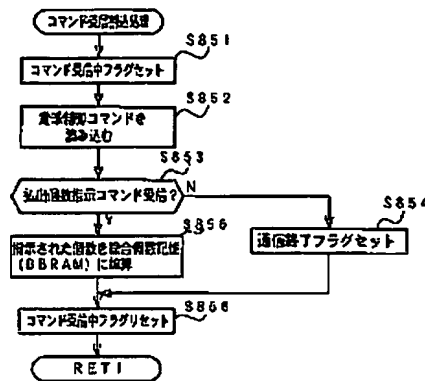 コマンド受信割込処理
S851
コマンド受信中フラグセット
S852
賞球制御コマンドを
読み込む
S853
払出個数指示コマンド受信?
N
Y
S854
通信終了フラグセット
S855
指示された個数を総合個数記憶
(BBRAM)に加算
S856
コマンド受信中フラグリセット
RETI